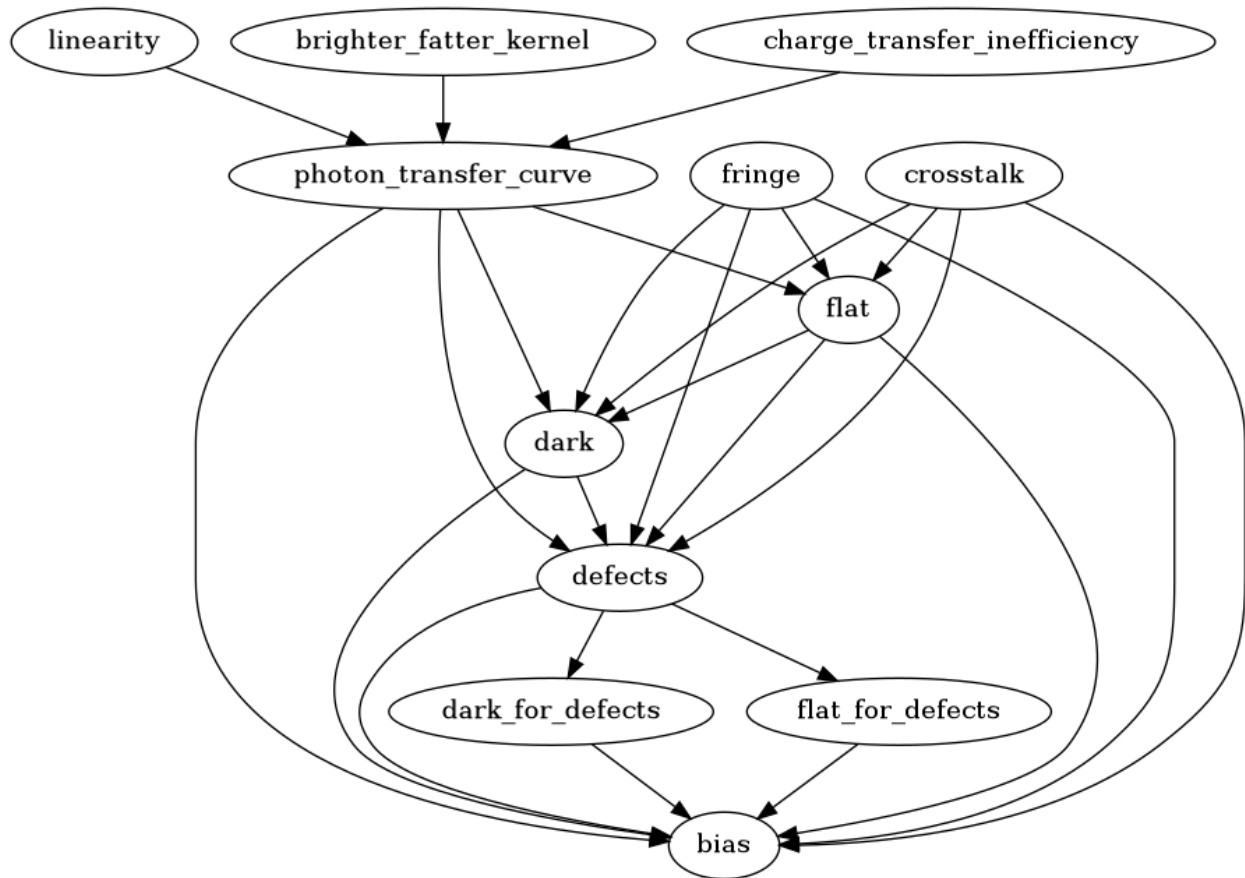 linearity
brighter_fatter_kernel
charge_transfer_inefficiency
photon_transfer_curve
fringe
crosstalk
flat
dark
defects
dark_for_defects
flat_for_defects
bias